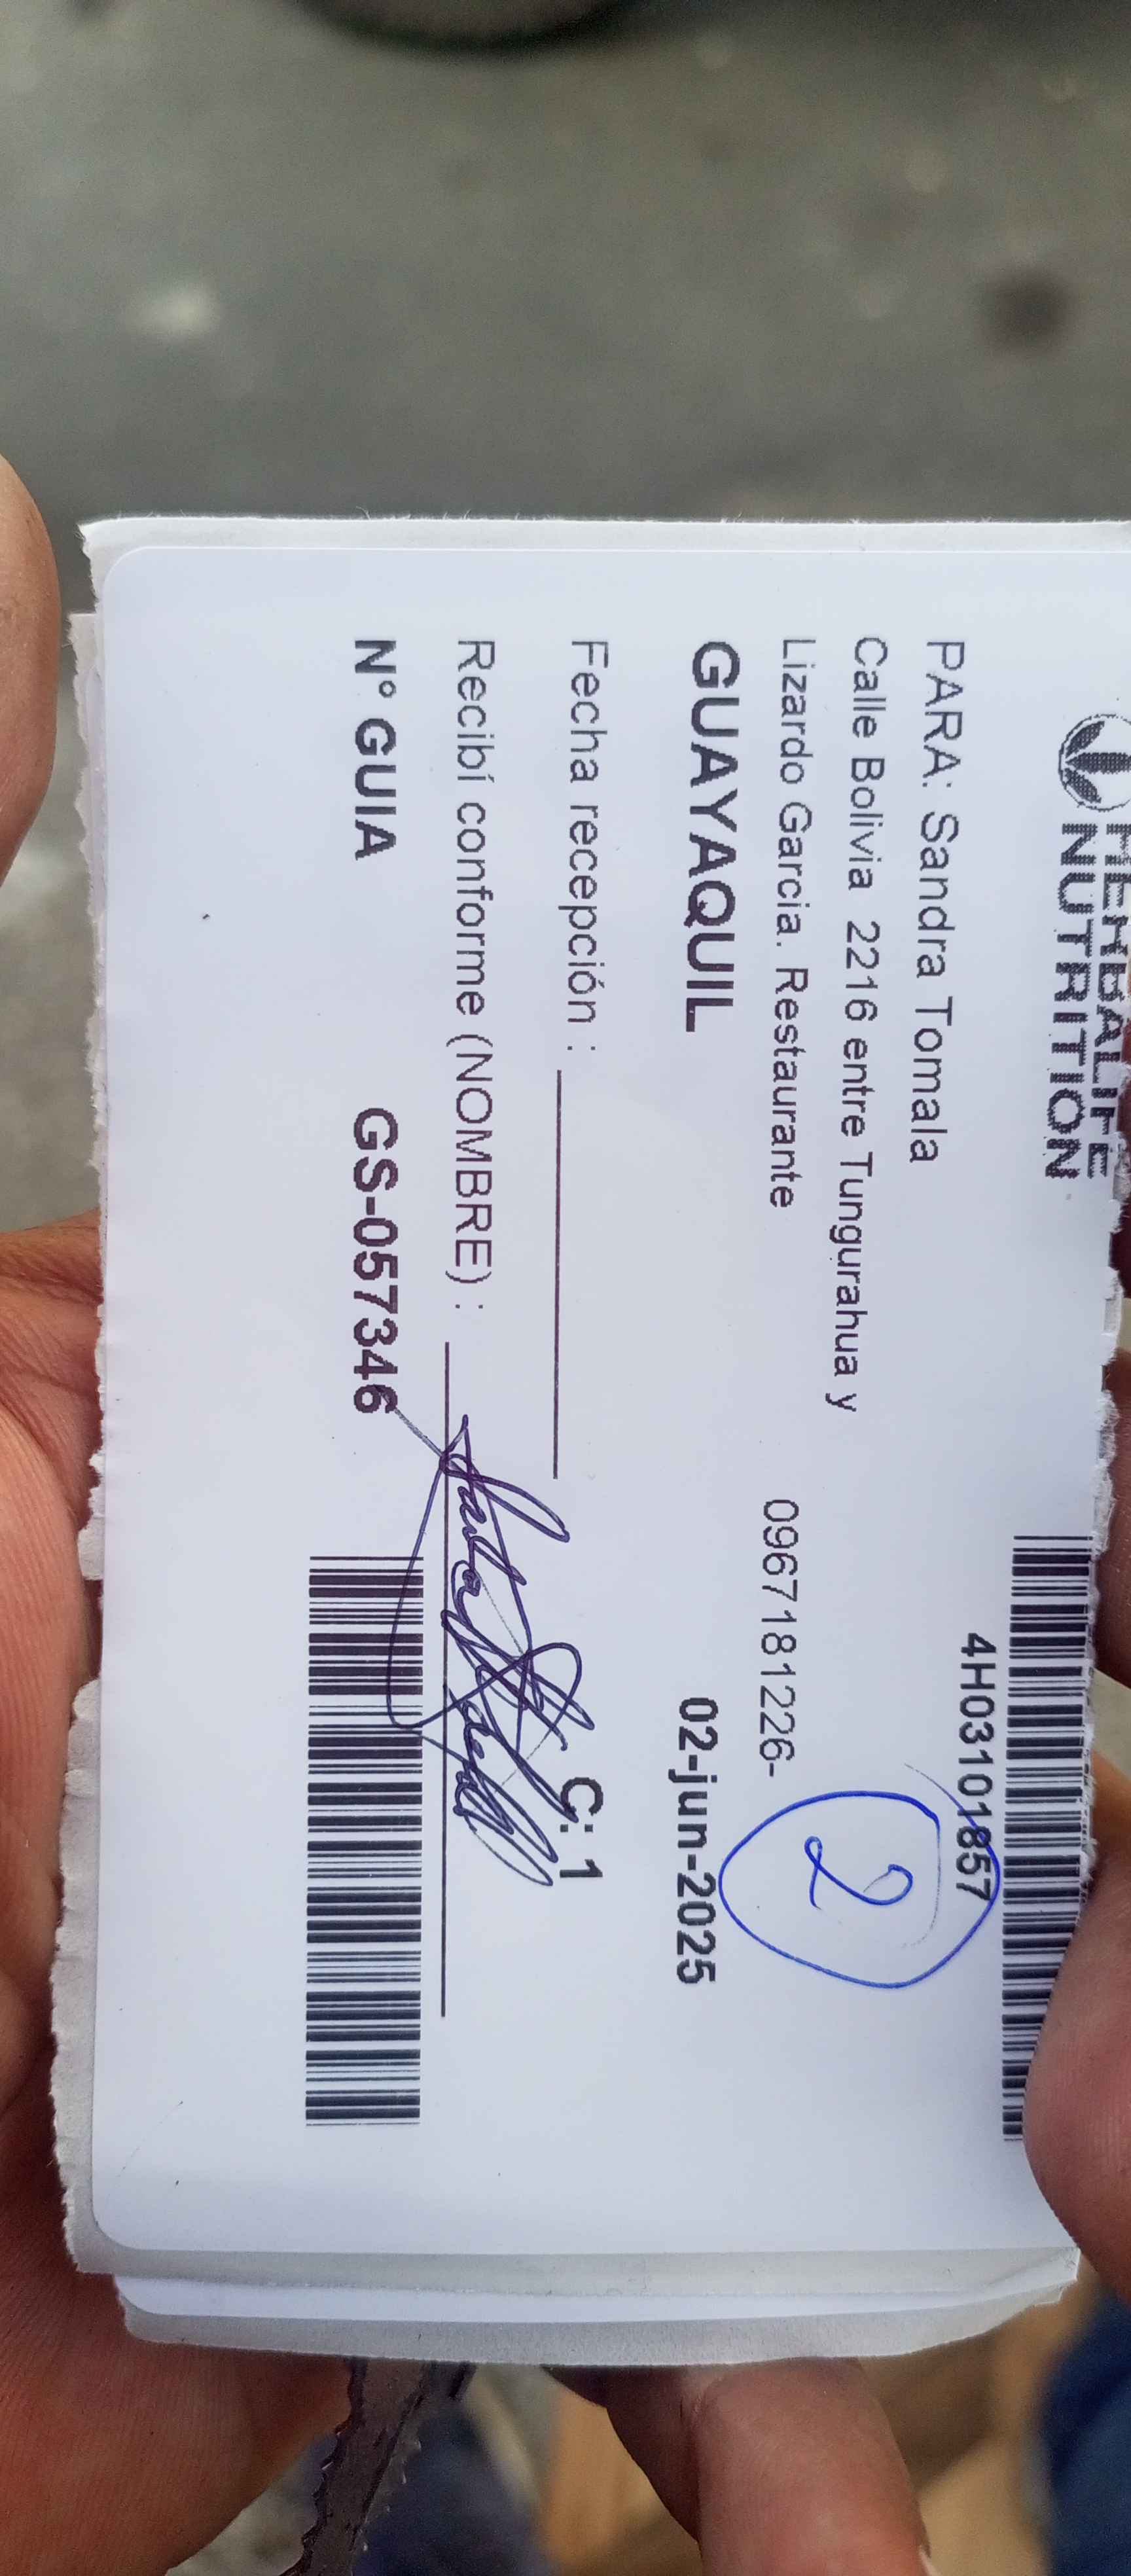 HERBALIFE
NUTRITION
4H03101857
PARA: Sandra Tomala
2
Calle Bolivia 2216 entre Tungurahua y
Lizardo Garcia. Restaurante 0967181226-
GUAYAQUIL 02-jun-2025
Fecha recepción : C: 1
Recibí conforme (NOMBRE) :
N° GUIA GS-057346